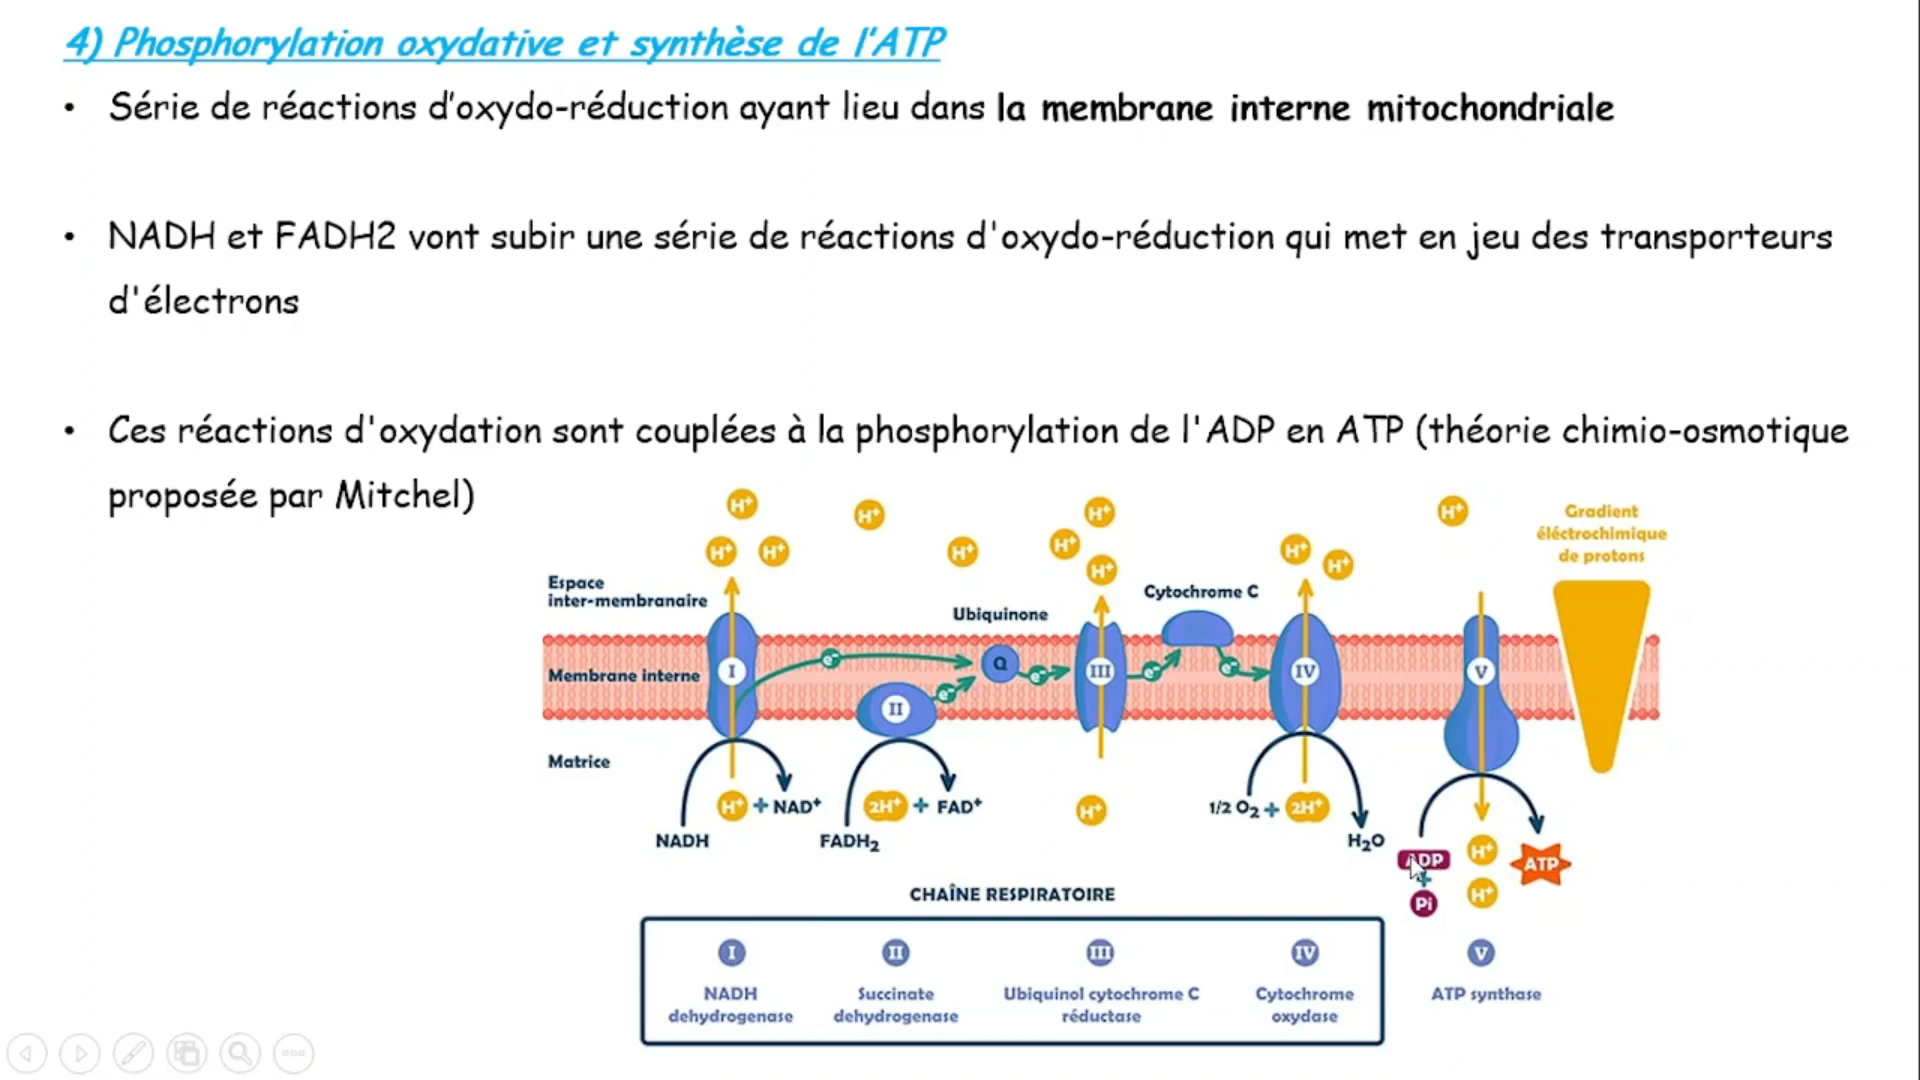 4) Phosphorylation oxydative et synthèse de l'ATP
• Série de réactions d'oxydo-réduction ayant lieu dans la membrane interne mitochondriale
• NADH et FADH2 vont subir une série de réactions d'oxydo-réduction qui met en jeu des transporteurs
d'électrons
• Ces réactions d'oxydation sont couplées à la phosphorylation de l'ADP en ATP (théorie chimio-osmotique
proposée par Mitchel)
H⁺ H⁺ H⁺ H⁺ H⁺ H⁺ H⁺ H⁺ H⁺ H⁺ H⁺
Gradient
éléctrochimique
de protons
Espace
inter-membranaire
Ubiquinone
Cytochrome C
Membrane interne
I e⁻ II e⁻ Q e⁻ III e⁻ e⁻ IV V
Matrice
NADH H⁺ + NAD⁺
FADH₂ 2H⁺ + FAD⁺
H⁺
1/2 O₂ + 2H⁺ H₂O
ADP
+
Pi
H⁺
H⁺
ATP
CHAÎNE RESPIRATOIRE
I II III IV V
NADH
dehydrogenase
Succinate
dehydrogenase
Ubiquinol cytochrome C
réductase
Cytochrome
oxydase
ATP synthase